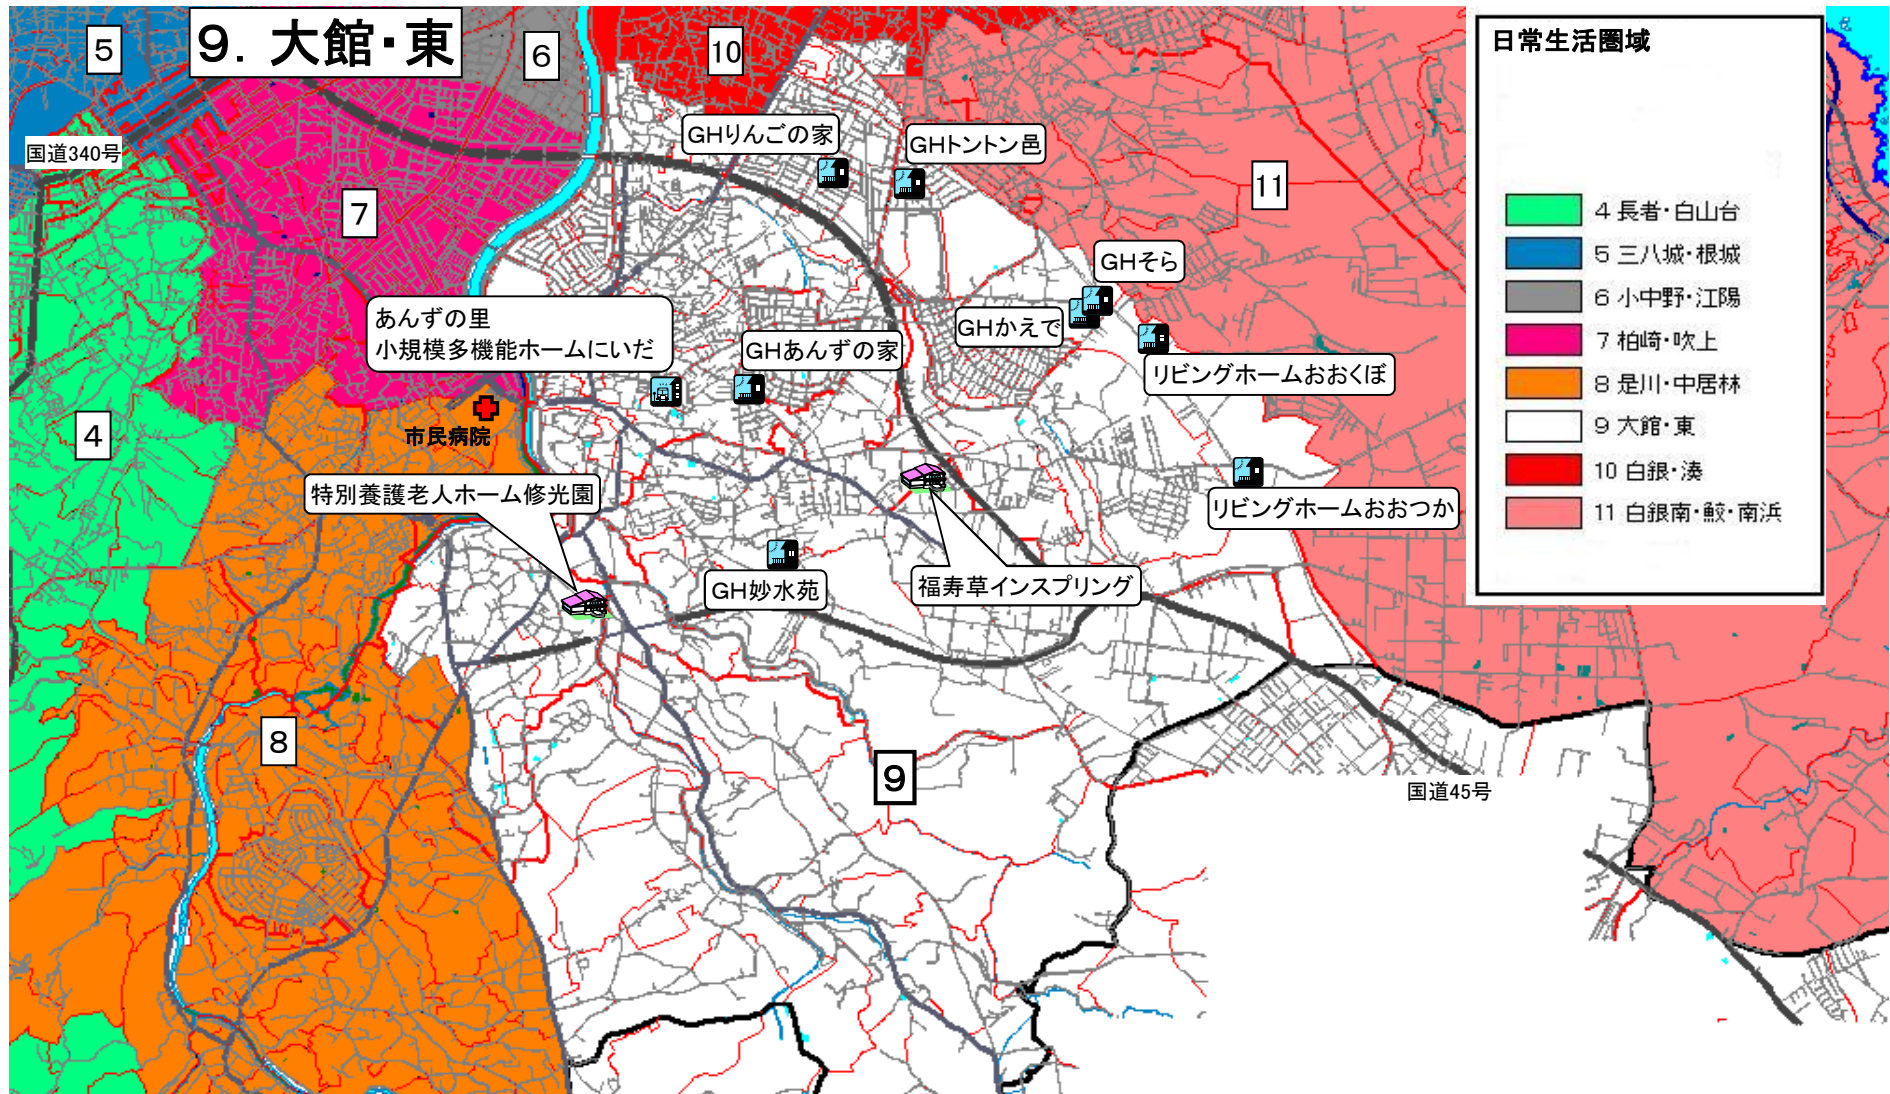 9. 大館・東
5
6
10
国道340号
GHりんごの家
GHトントン邑
7
11
GHそら
GHかえで
あんずの里
小規模多機能ホームにいだ
GHあんずの家
リビングホームおおくぼ
4
市民病院
特別養護老人ホーム修光園
リビングホームおおつか
GH妙水苑
福寿草インスプリング
8
9
国道45号
日常生活圏域
4 長者・白山台
5 三八城・根城
6 小中野・江陽
7 柏崎・吹上
8 是川・中居林
9 大館・東
10 白銀・湊
11 白銀南・鮫・南浜